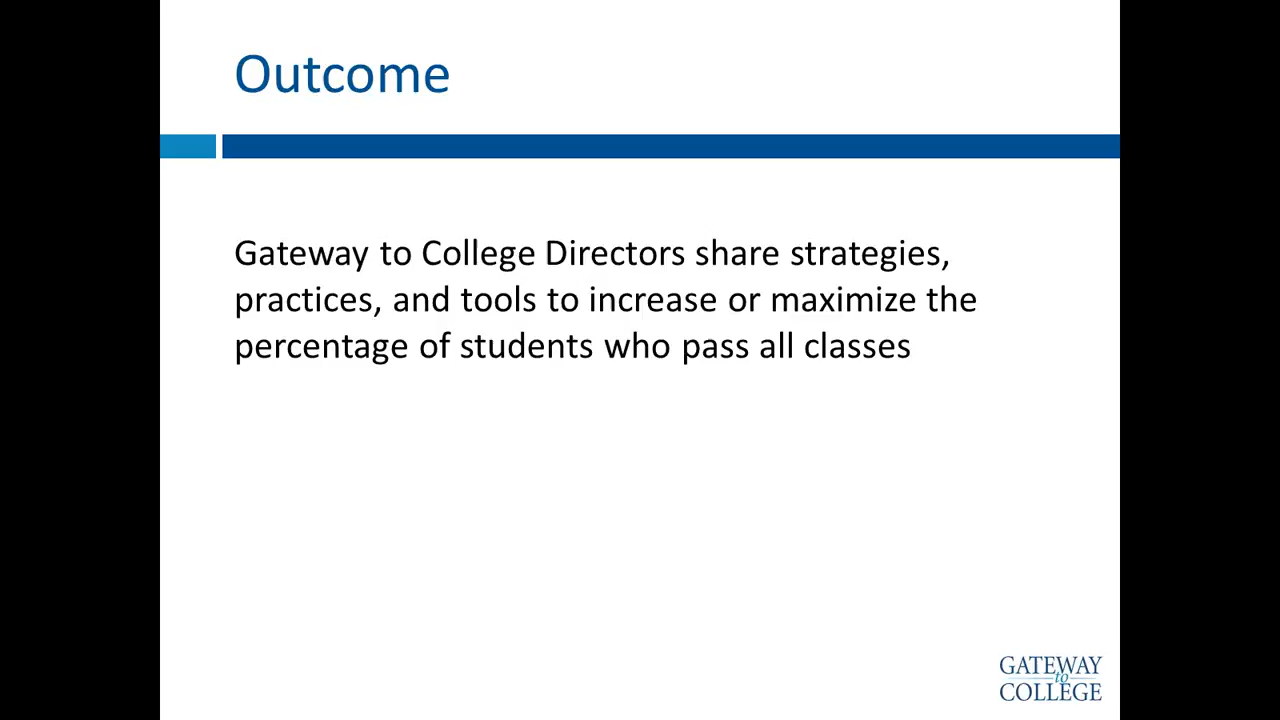 Outcome
Gateway to College Directors share strategies,
practices, and tools to increase or maximize the
percentage of students who pass all classes
GATEWAY
to
COLLEGE